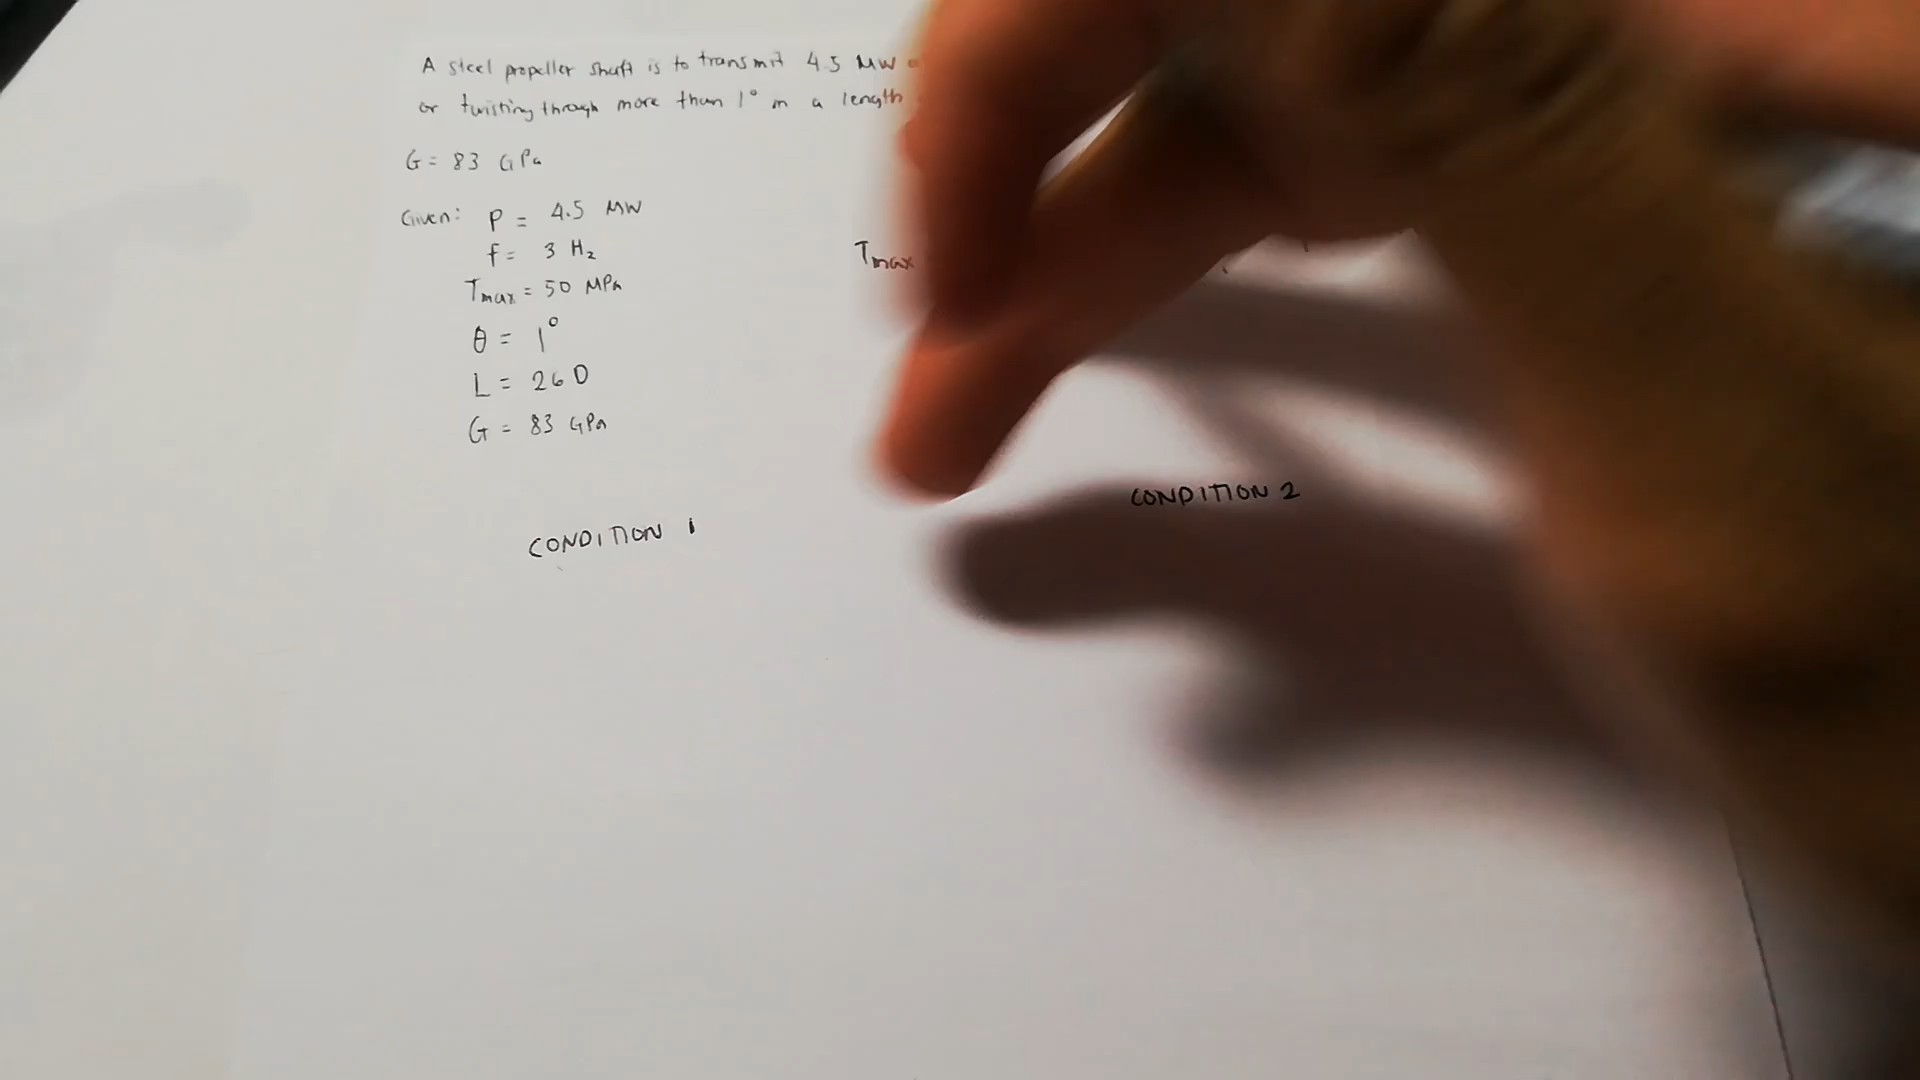 A steel propeller shaft is to transmit 4.5 MW
or twisting through more than 1° in a length
G = 83 GPa
Given: P = 4.5 MW
f = 3 Hz
Tmax
Tmax = 50 MPa
θ = 1°
L = 26 D
G = 83 GPa
CONDITION 2
CONDITION 1